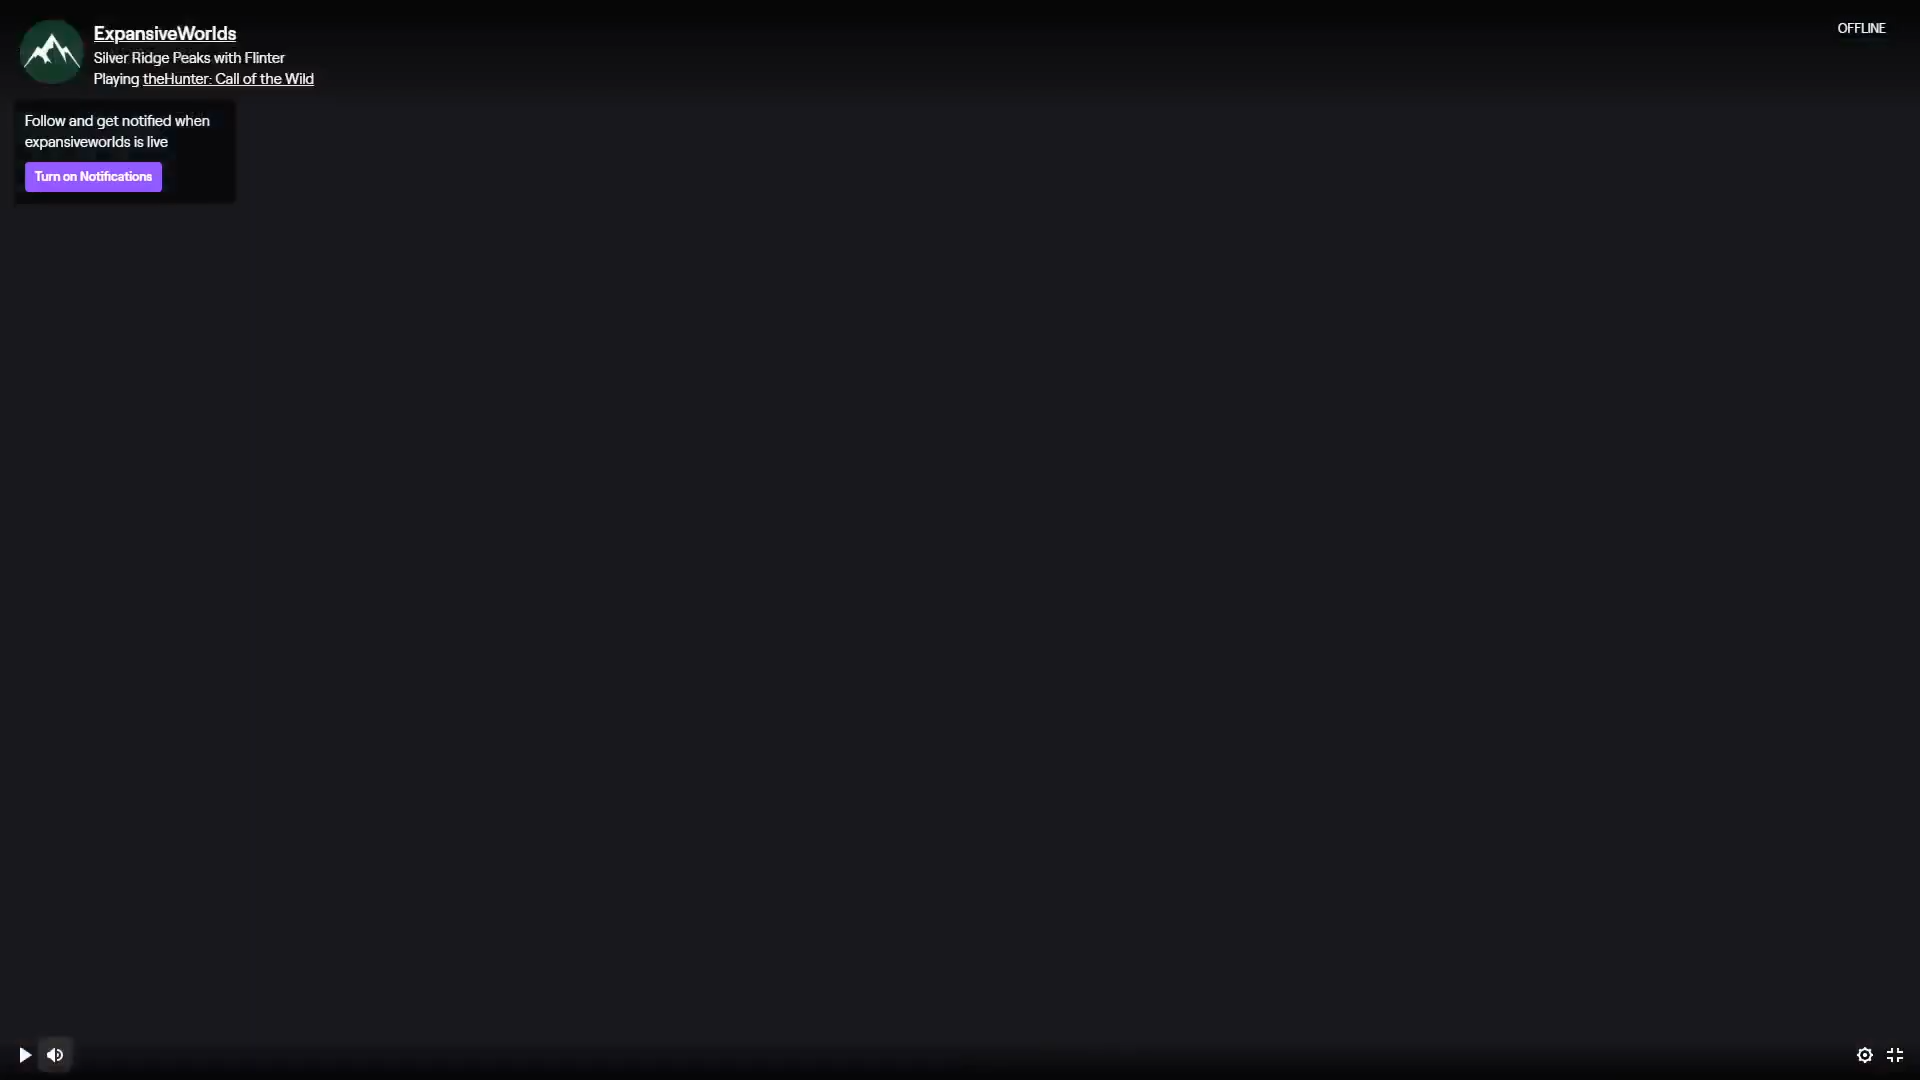 ExpansiveWorlds
OFFLINE
Silver Ridge Peaks with Flinter
Playing theHunter: Call of the Wild
Follow and get notified when
expansiveworlds is live
Turn on Notifications